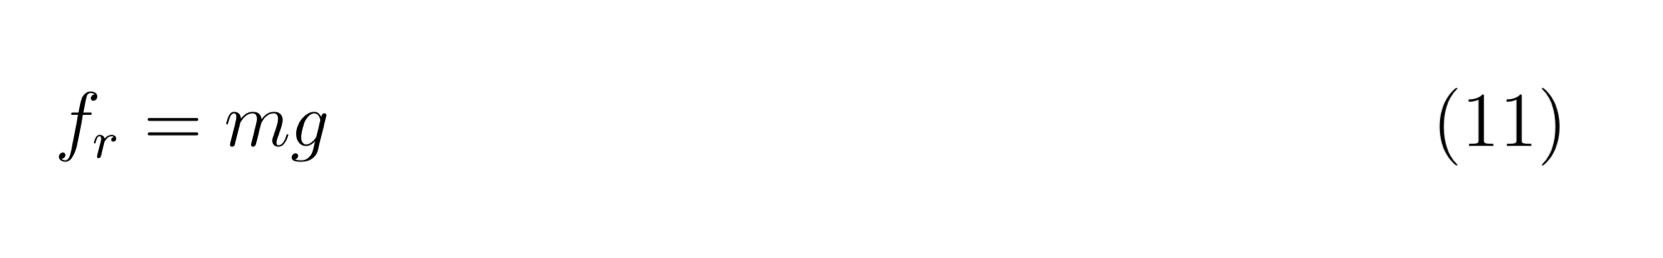 f_r = mg (11)